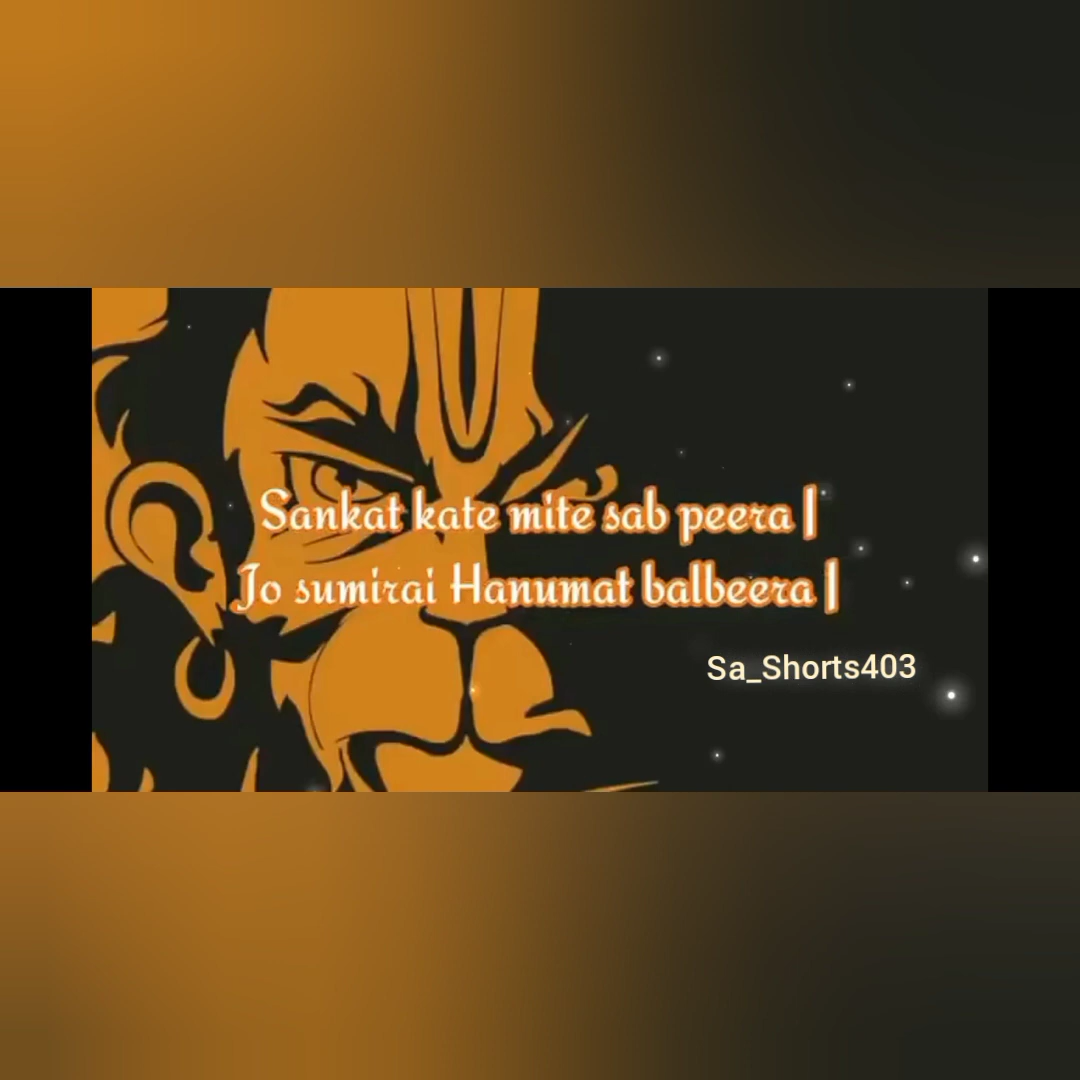 Sankat kate mite sab peera |
Jo sumirai Hanumat balbeera |
Sa_Shorts403